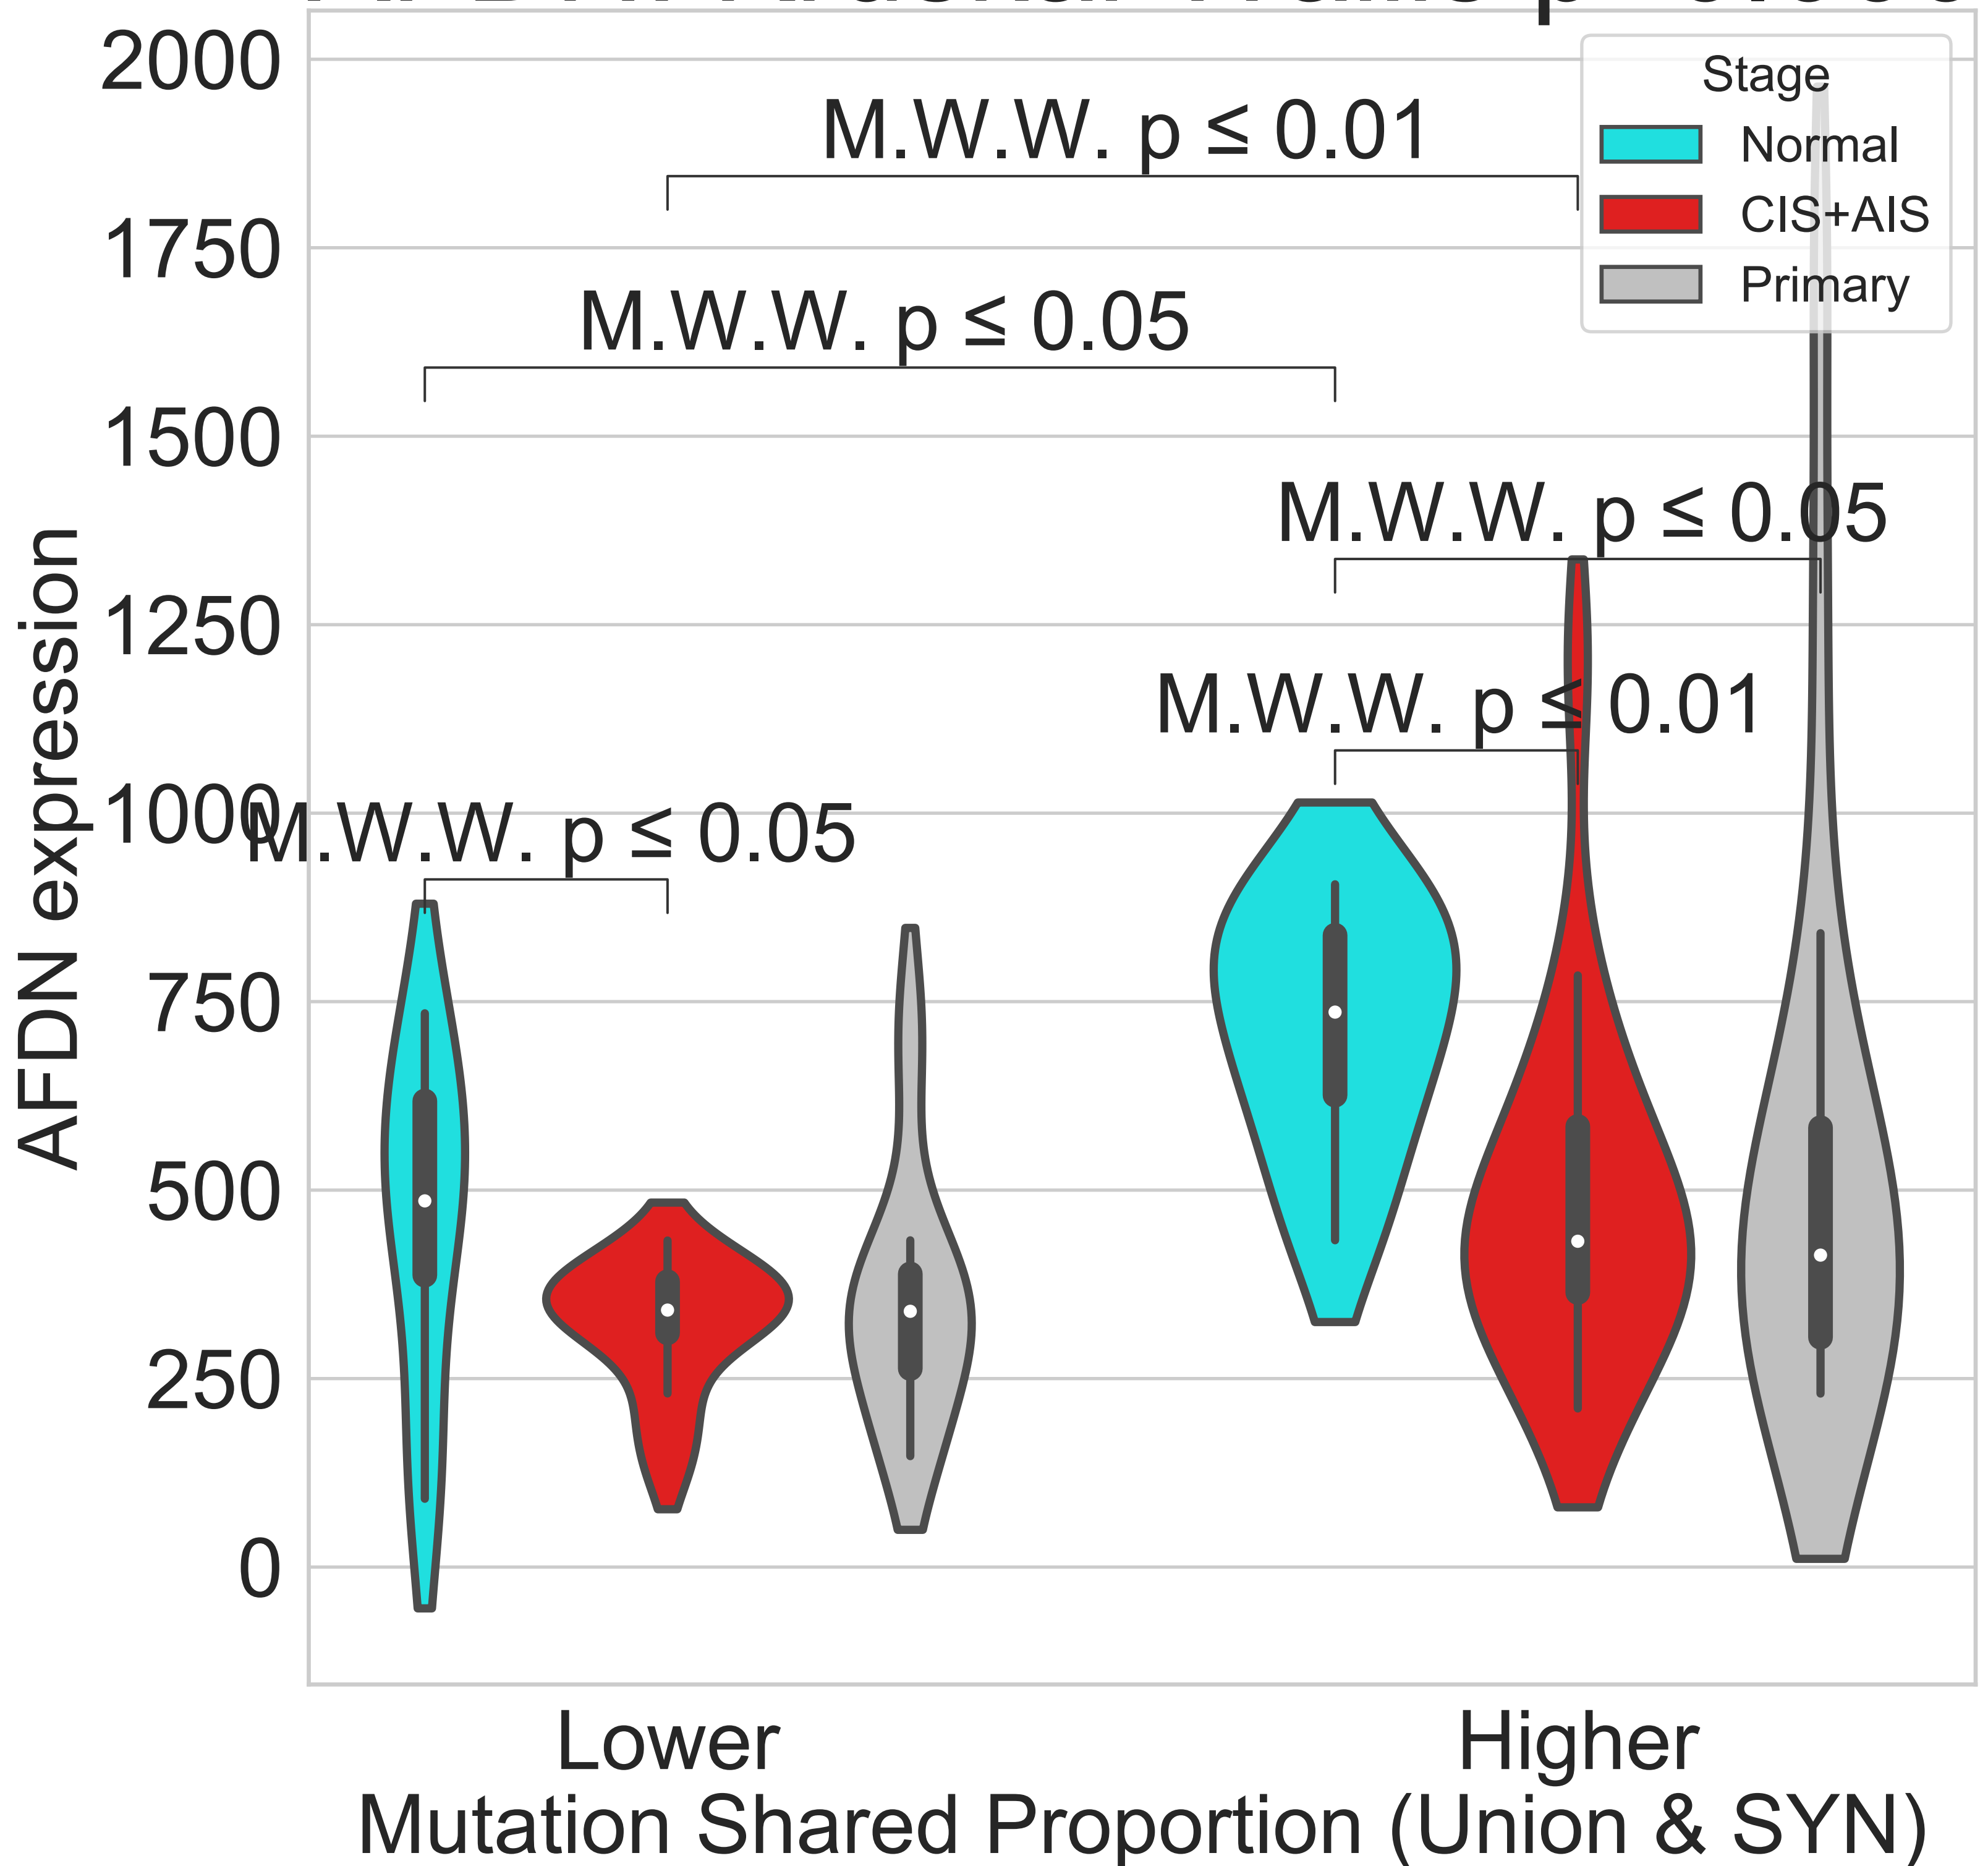 2000
1750
1500
1250
1000
750
500
250
0
AFDN expression
Stage
Normal
CIS+AIS
Primary
M.W.W. p ≤ 0.01
M.W.W. p ≤ 0.05
M.W.W. p ≤ 0.05
M.W.W. p ≤ 0.01
M.W.W. p ≤ 0.05
Lower
Higher
Mutation Shared Proportion (Union & SYN)